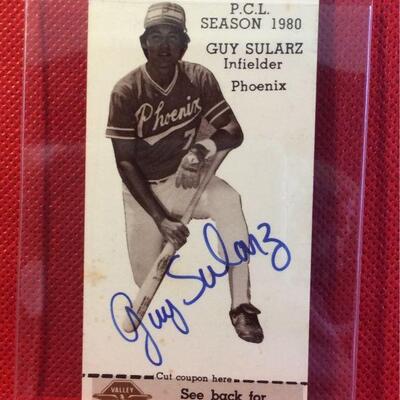 P.C.L.
SEASON 1980
GUY SULARZ
Infielder
Phoenix
Phoenix
7
Guy Sularz
Cut coupon here
VALLEY
See back for